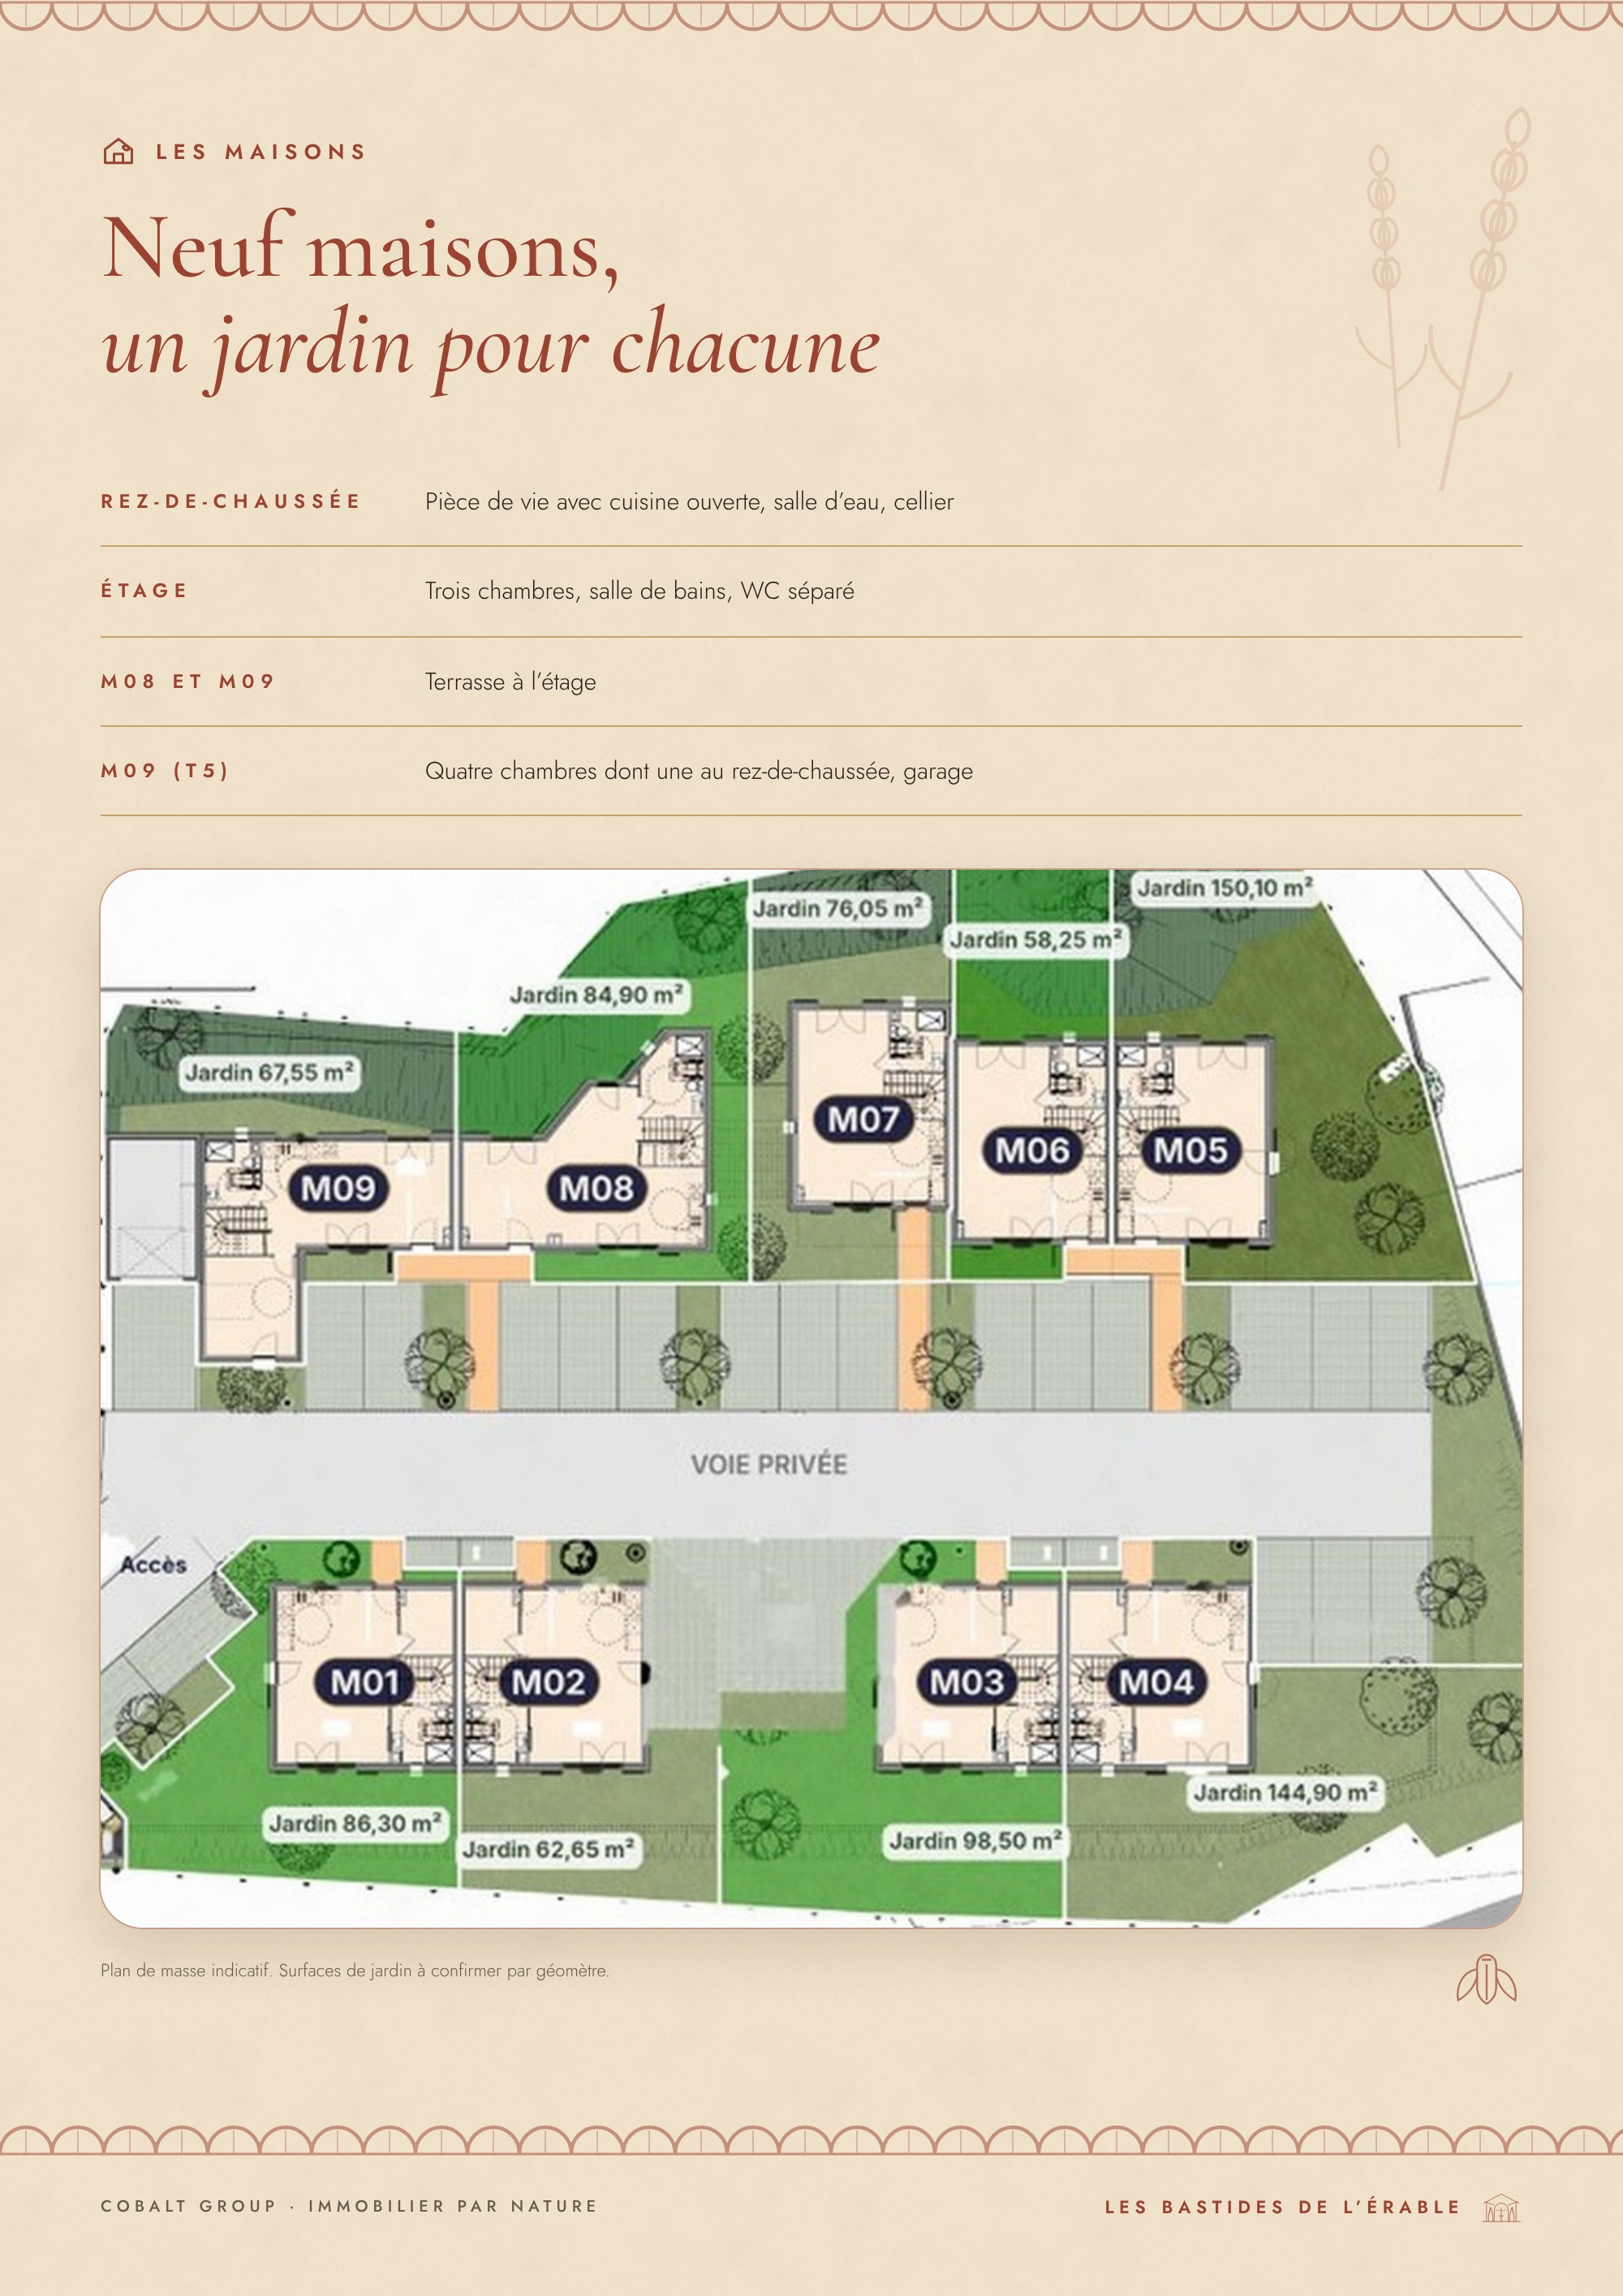 LES MAISONS
Neuf maisons,
un jardin pour chacune
REZ-DE-CHAUSSÉE Pièce de vie avec cuisine ouverte, salle d’eau, cellier
ÉTAGE Trois chambres, salle de bains, WC séparé
M08 ET M09 Terrasse à l’étage
M09 (T5) Quatre chambres dont une au rez-de-chaussée, garage
Jardin 150,10 m²
Jardin 76,05 m²
Jardin 58,25 m²
Jardin 84,90 m²
Jardin 67,55 m²
M07
M06
M05
M09
M08
VOIE PRIVÉE
Accès
M01
M02
M03
M04
Jardin 144,90 m²
Jardin 86,30 m²
Jardin 62,65 m²
Jardin 98,50 m²
Plan de masse indicatif. Surfaces de jardin à confirmer par géomètre.
COBALT GROUP · IMMOBILIER PAR NATURE
LES BASTIDES DE L’ÉRABLE